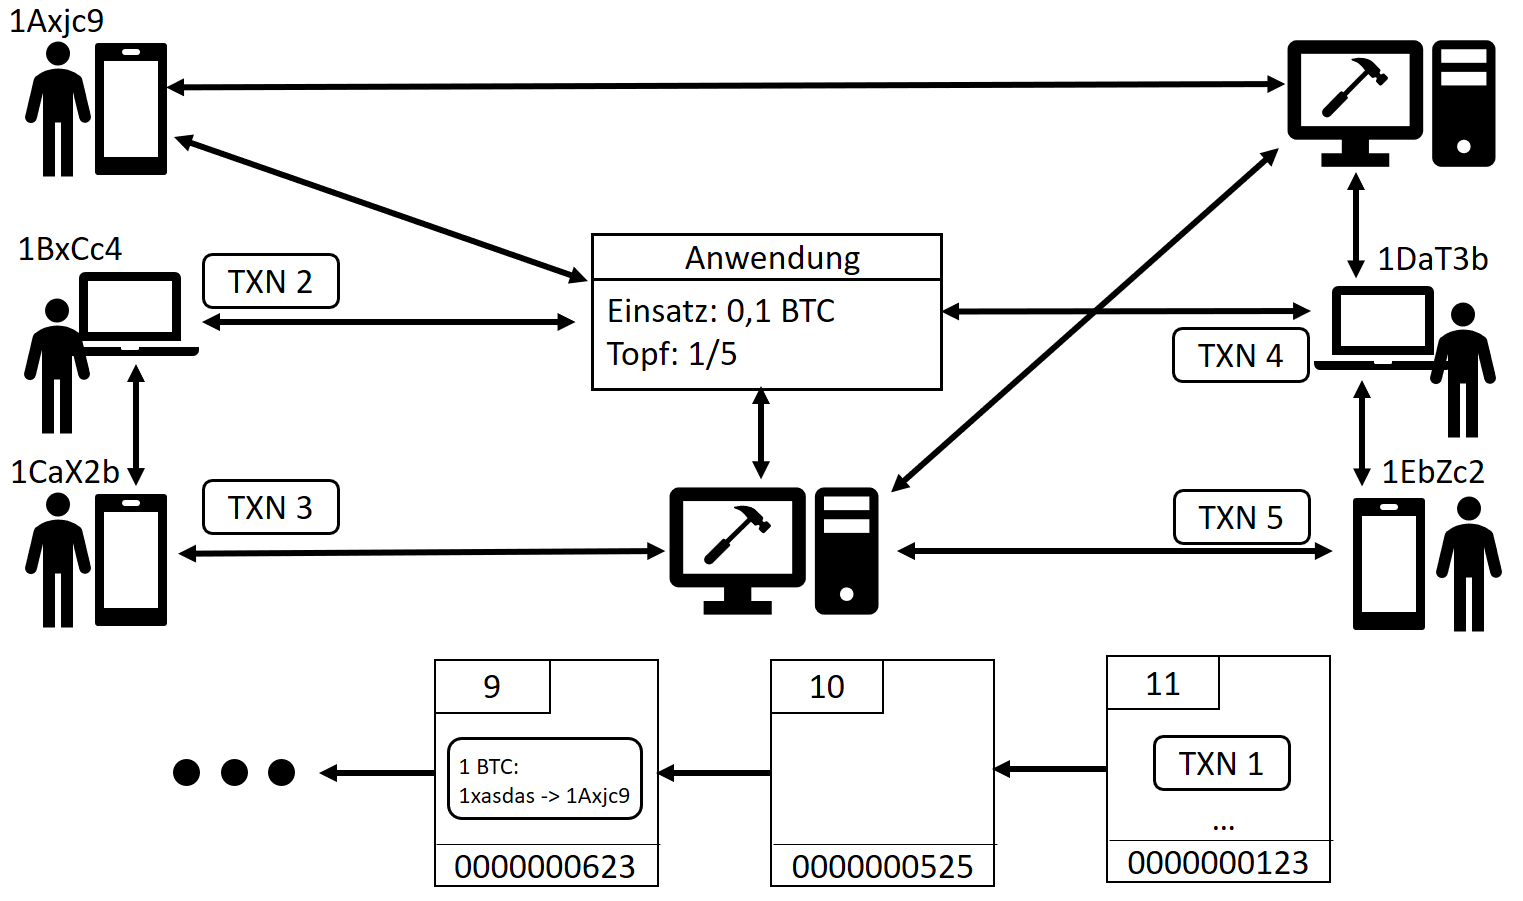 1Axjc9
1BxCc4
TXN 2
Anwendung
Einsatz: 0,1 BTC
Topf: 1/5
1DaT3b
TXN 4
1CaX2b
TXN 3
1EbZc2
TXN 5
9
1 BTC:
1xasdas -> 1Axjc9
0000000623
10
0000000525
11
TXN 1
...
0000000123